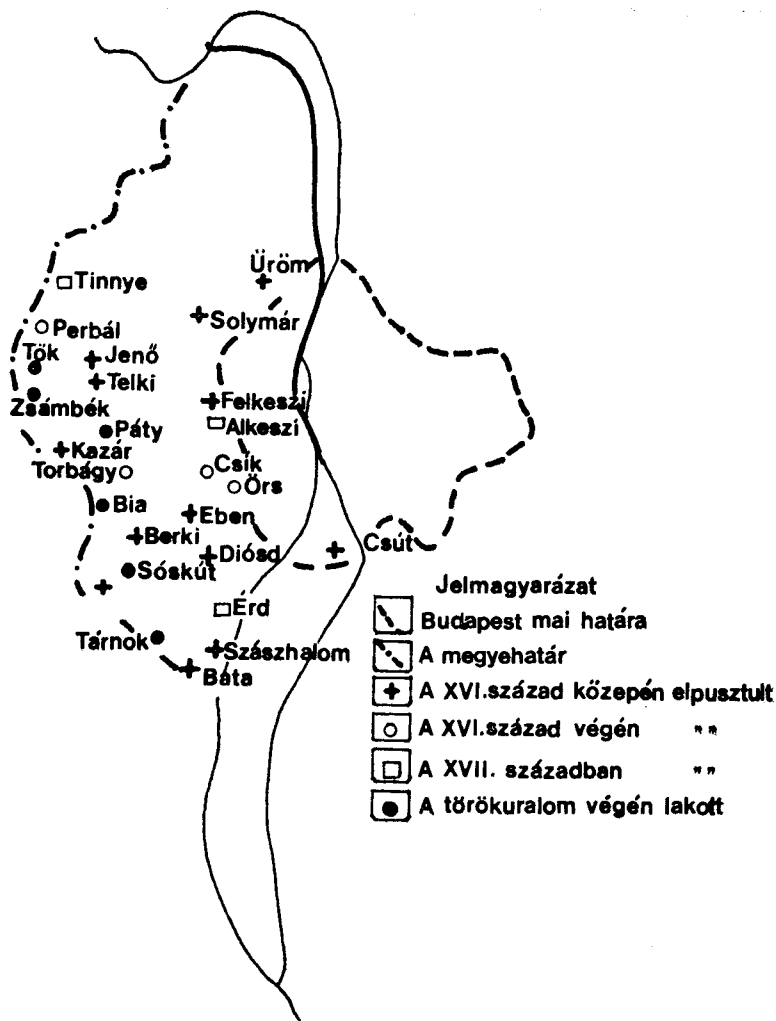 Üröm
Tinnye
Solymár
Perbál
Tök
Jenő
Telki
Zsámbék
Felkeszi
Alkeszi
Páty
Kazár
Torbágy
Csík
Örs
Bia
Eben
Berki
Diósd
Csút
Sóskút
Érd
Tárnok
Szászhalom
Báta
Jelmagyarázat
Budapest mai határa
A megyehatár
A XVI.század közepén elpusztult
A XVI.század végén " "
A XVII. században " "
A törökuralom végén lakott